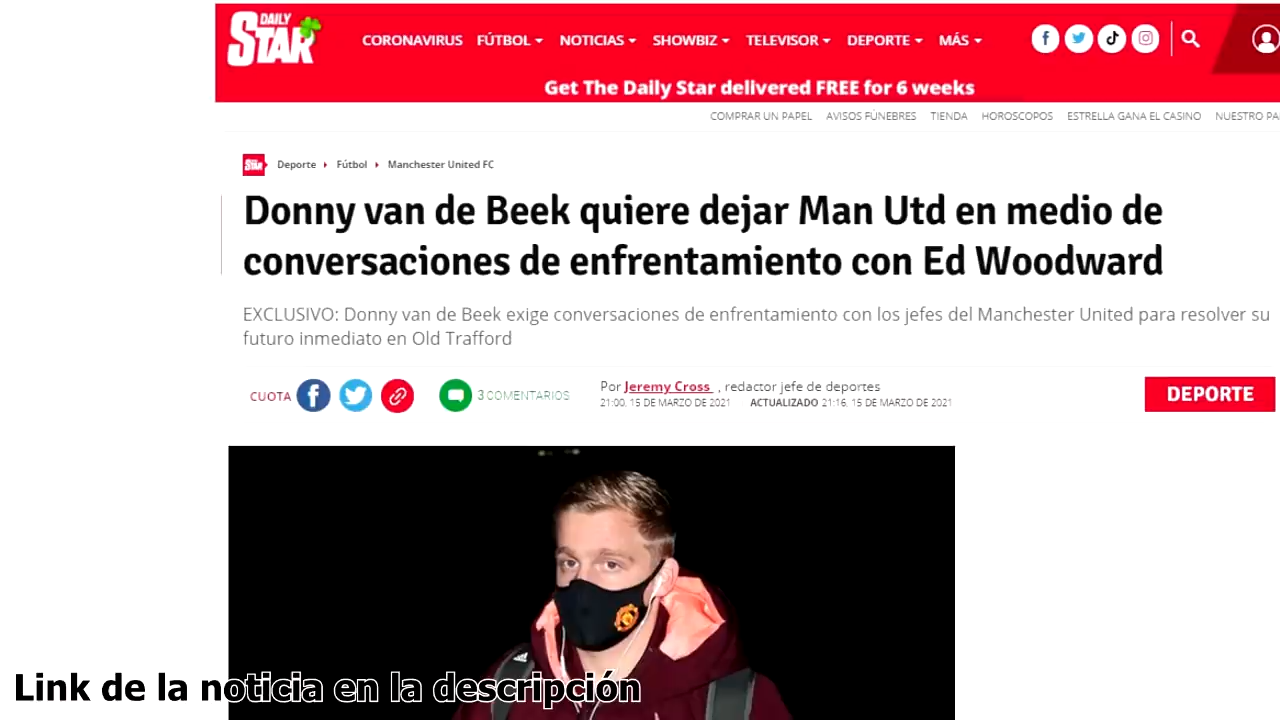 DAILY
STAR
CORONAVIRUS FÚTBOL NOTICIAS SHOWBIZ TELEVISOR DEPORTE MÁS
Get The Daily Star delivered FREE for 6 weeks
COMPRAR UN PAPEL AVISOS FÚNEBRES TIENDA HOROSCOPOS ESTRELLA GANA EL CASINO NUESTRO PA
STAR Deporte Fútbol Manchester United FC
Donny van de Beek quiere dejar Man Utd en medio de
conversaciones de enfrentamiento con Ed Woodward
EXCLUSIVO: Donny van de Beek exige conversaciones de enfrentamiento con los jefes del Manchester United para resolver su
futuro inmediato en Old Trafford
CUOTA 3 COMENTARIOS
Por Jeremy Cross , redactor jefe de deportes
21:00, 15 DE MARZO DE 2021 ACTUALIZADO 21:16, 15 DE MARZO DE 2021
DEPORTE
Link de la noticia en la descripción